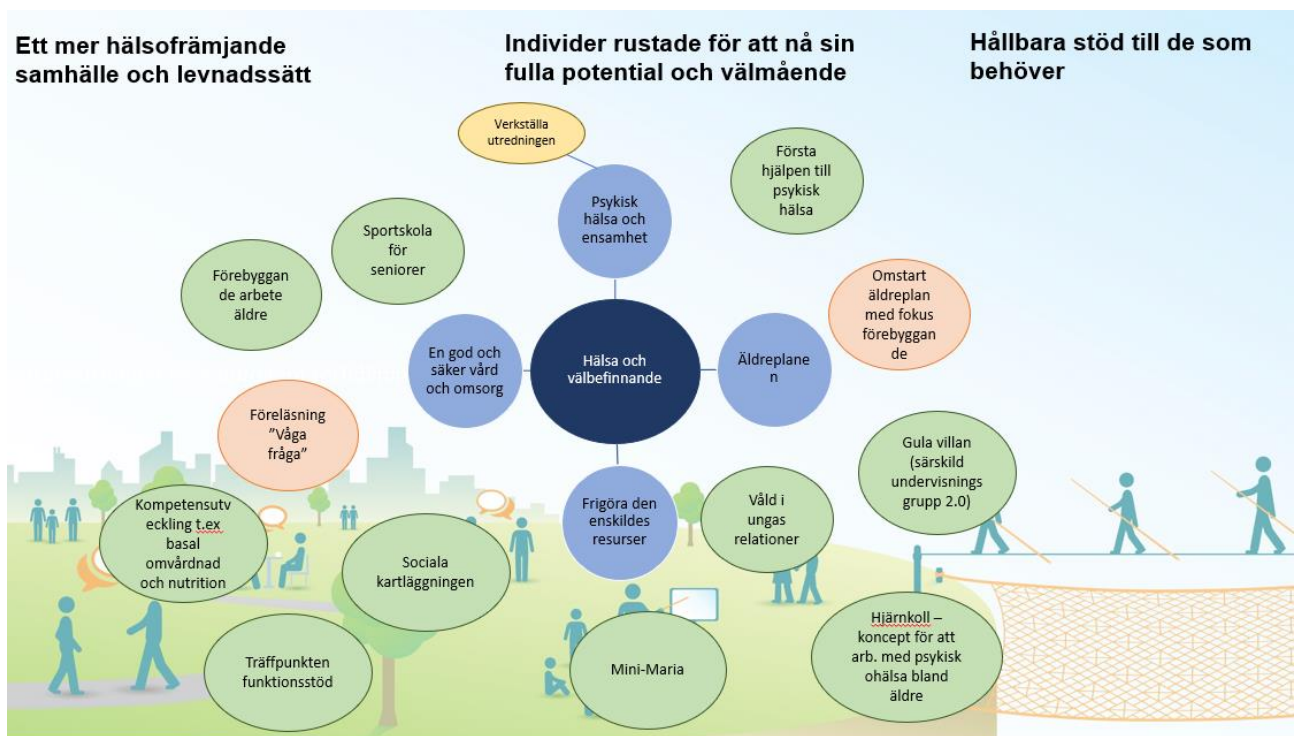 Ett mer hälsofrämjande
samhälle och levnadssätt
Individer rustade för att nå sin
fulla potential och välmående
Hållbara stöd till de som
behöver
Verkställa
utredningen
Psykisk
hälsa och
ensamhet
Första
hjälpen till
psykisk
hälsa
Sportskola
för
seniorer
Förebyggan
de arbete
äldre
Omstart
äldreplan
med fokus
förebyggan
de
En god och
säker vård
och omsorg
Hälsa och
välbefinnande
Äldreplane
n
Föreläsning
”Våga
fråga”
Gula villan
(särskild
undervisnings
grupp 2.0)
Kompetensutv
eckling t.ex
basal
omvårdnad
och nutrition
Sociala
kartläggningen
Frigöra den
enskildes
resurser
Våld i
ungas
relationer
Träffpunkten
funktionsstöd
Mini-Maria
Hjärnkoll –
koncept för att
arb. med psykisk
ohälsa bland
äldre